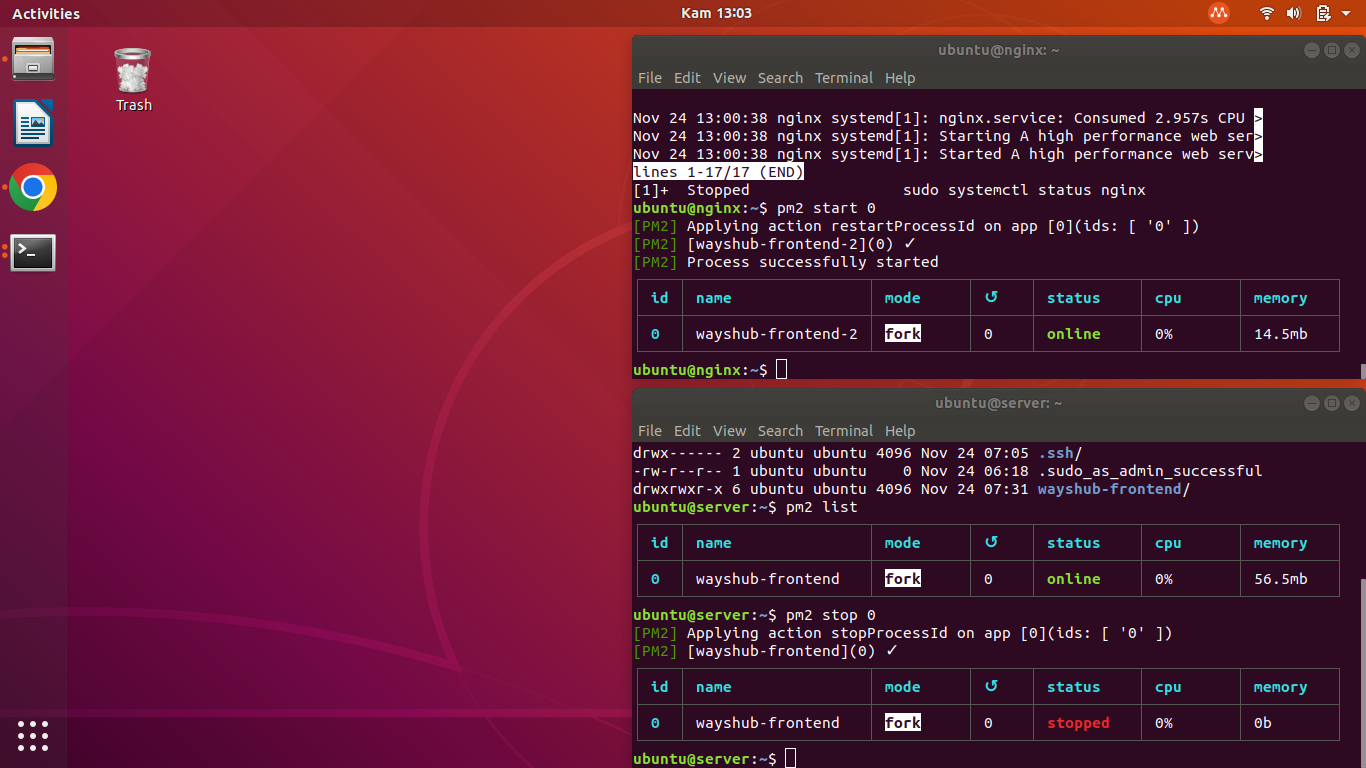 Activities
Kam 13:03
Trash
ubuntu@nginx: ~
File Edit View Search Terminal Help
Nov 24 13:00:38 nginx systemd[1]: nginx.service: Consumed 2.957s CPU >
Nov 24 13:00:38 nginx systemd[1]: Starting A high performance web ser>
Nov 24 13:00:38 nginx systemd[1]: Started A high performance web serv>
lines 1-17/17 (END)
[1]+  Stopped                 sudo systemctl status nginx
ubuntu@nginx:~$ pm2 start 0
[PM2] Applying action restartProcessId on app [0](ids: [ '0' ])
[PM2] [wayshub-frontend-2](0) ✓
[PM2] Process successfully started
id name mode ↺ status cpu memory
0 wayshub-frontend-2 fork 0 online 0% 14.5mb
ubuntu@nginx:~$
ubuntu@server: ~
File Edit View Search Terminal Help
drwx------ 2 ubuntu ubuntu 4096 Nov 24 07:05 .ssh/
-rw-r--r-- 1 ubuntu ubuntu    0 Nov 24 06:18 .sudo_as_admin_successful
drwxrwxr-x 6 ubuntu ubuntu 4096 Nov 24 07:31 wayshub-frontend/
ubuntu@server:~$ pm2 list
id name mode ↺ status cpu memory
0 wayshub-frontend fork 0 online 0% 56.5mb
ubuntu@server:~$ pm2 stop 0
[PM2] Applying action stopProcessId on app [0](ids: [ '0' ])
[PM2] [wayshub-frontend](0) ✓
id name mode ↺ status cpu memory
0 wayshub-frontend fork 0 stopped 0% 0b
ubuntu@server:~$